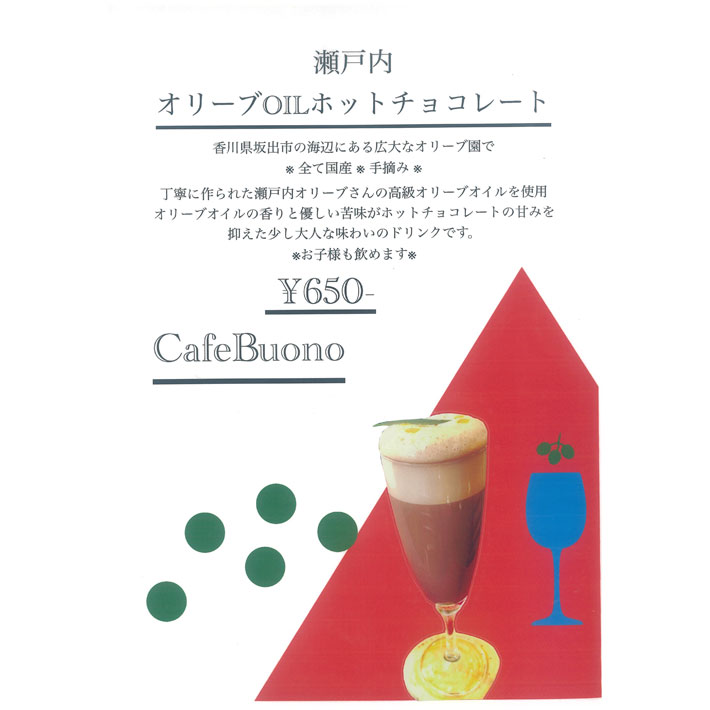 瀬戸内
オリーブOILホットチョコレート
香川県坂出市の海辺にある広大なオリーブ園で
※全て国産※手摘み※
丁寧に作られた瀬戸内オリーブさんの高級オリーブオイルを使用
オリーブオイルの香りと優しい苦味がホットチョコレートの甘みを
抑えた少し大人な味わいのドリンクです。
※お子様も飲めます※
¥650-
CafeBuono